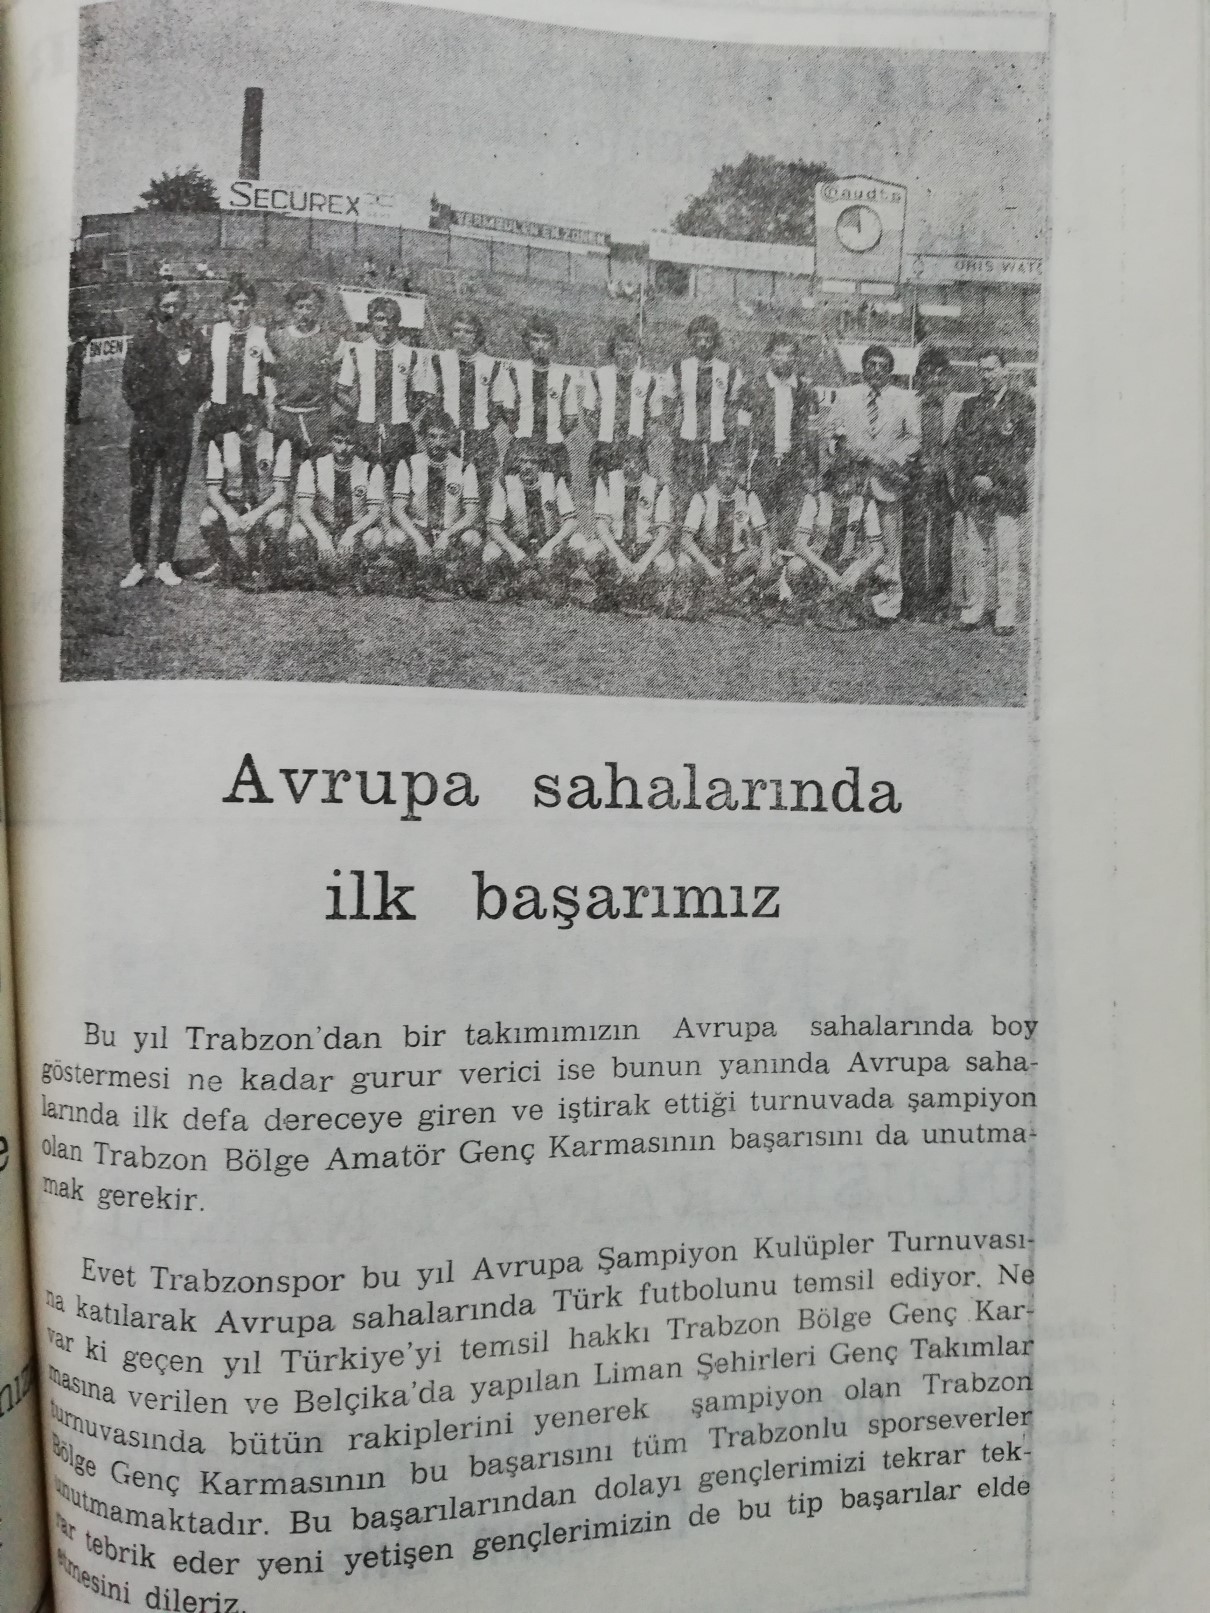 SECUREX
VERMEULEN EN ZONEN
ORIS WATC
Avrupa sahalarında
ilk başarımız
Bu yıl Trabzon'dan bir takımımızın Avrupa sahalarında boy
göstermesi ne kadar gurur verici ise bunun yanında Avrupa saha-
larında ilk defa dereceye giren ve iştirak ettiği turnuvada şampiyon
olan Trabzon Bölge Amatör Genç Karmasının başarısını da unutma-
mak gerekir.
Evet Trabzonspor bu yıl Avrupa Şampiyon Kulüpler Turnuvası-
na katılarak Avrupa sahalarında Türk futbolunu temsil ediyor. Ne
var ki geçen yıl Türkiye'yi temsil hakkı Trabzon Bölge Genç Kar-
masına verilen ve Belçika'da yapılan Liman Şehirleri Genç Takımlar
turnuvasında bütün rakiplerini yenerek şampiyon olan Trabzon
Bölge Genç Karmasının bu başarısını tüm Trabzonlu sporseverler
unutmamaktadır. Bu başarılarından dolayı gençlerimizi tekrar tek-
rar tebrik eder yeni yetişen gençlerimizin de bu tip başarılar elde
etmesini dileriz.